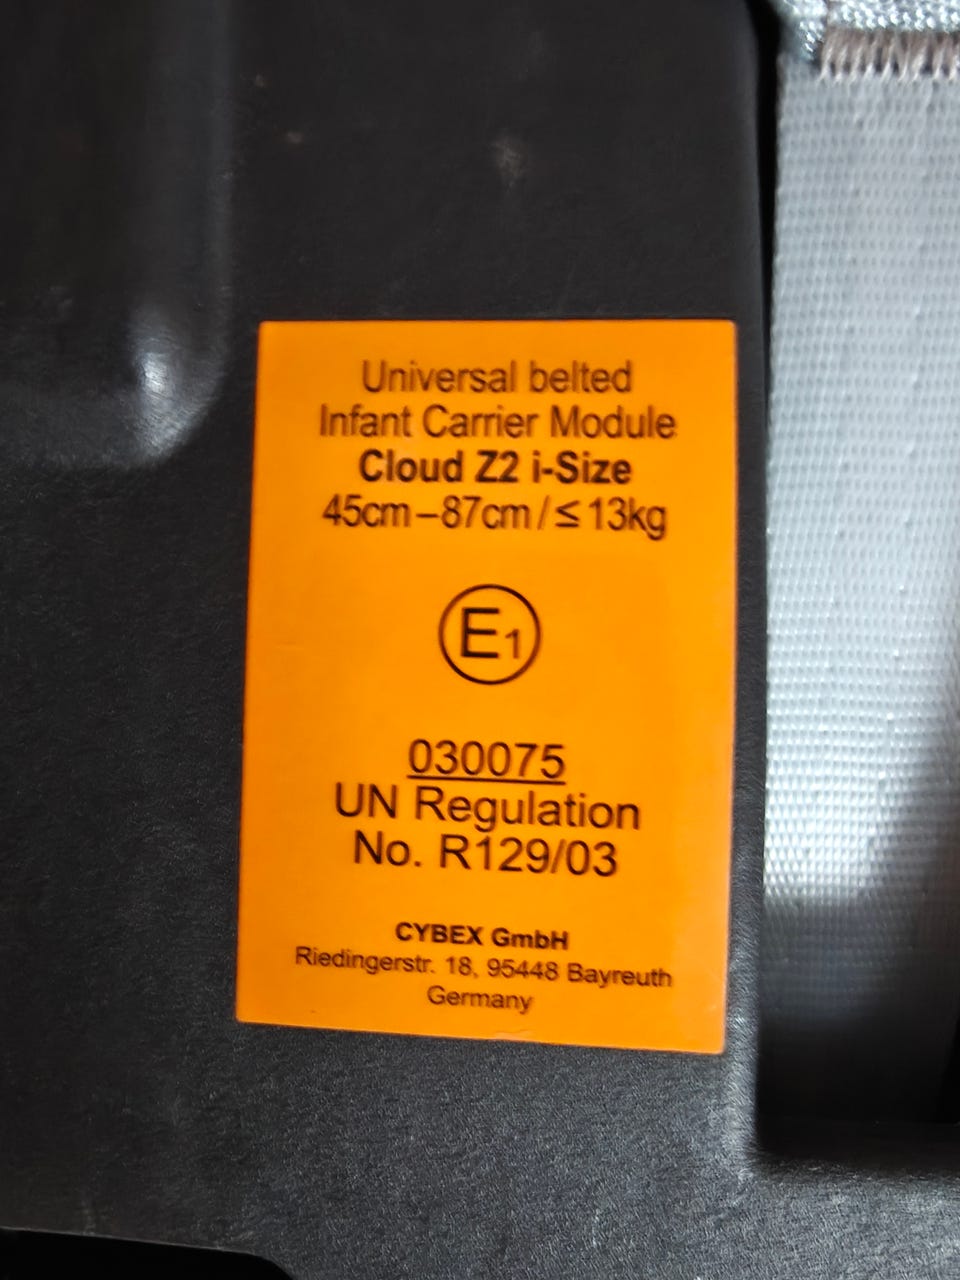 Universal belted
Infant Carrier Module
Cloud Z2 i-Size
45cm–87cm/≤13kg
E1
030075
UN Regulation
No. R129/03
CYBEX GmbH
Riedingerstr. 18, 95448 Bayreuth
Germany